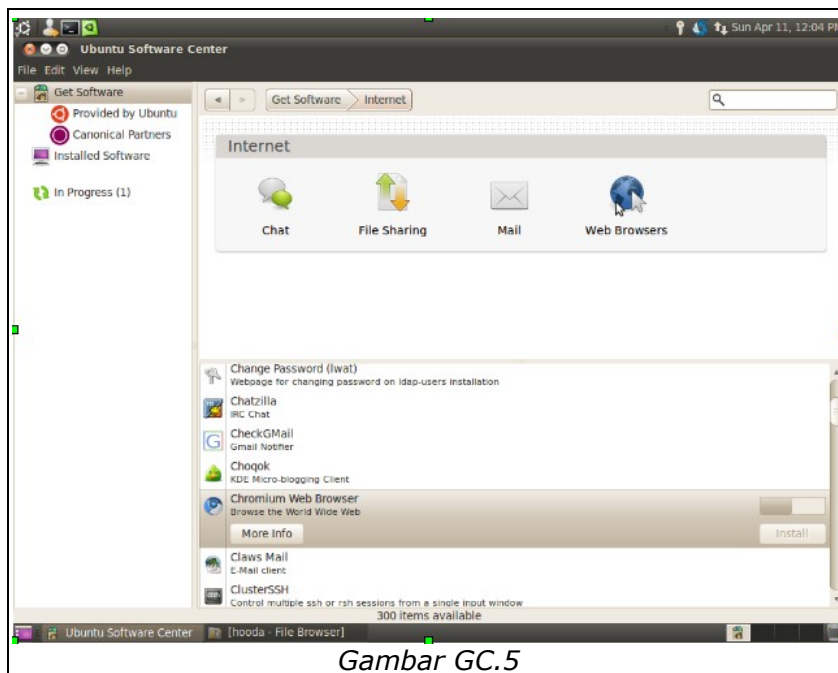 Sun Apr 11, 12:04 PM
Ubuntu Software Center
File Edit View Help
Get Software
Provided by Ubuntu
Canonical Partners
Installed Software
In Progress (1)
Get Software Internet
Internet
Chat File Sharing Mail Web Browsers
Change Password (lwat)
Webpage for changing password on ldap-users installation
Chatzilla
IRC Chat
CheckGMail
Gmail Notifier
Choqok
KDE Micro-blogging Client
Chromium Web Browser
Browse the World Wide Web
More Info Install
Claws Mail
E-Mail client
ClusterSSH
Control multiple ssh or rsh sessions from a single input window
300 items available
Ubuntu Software Center [hooda - File Browser]
Gambar GC.5